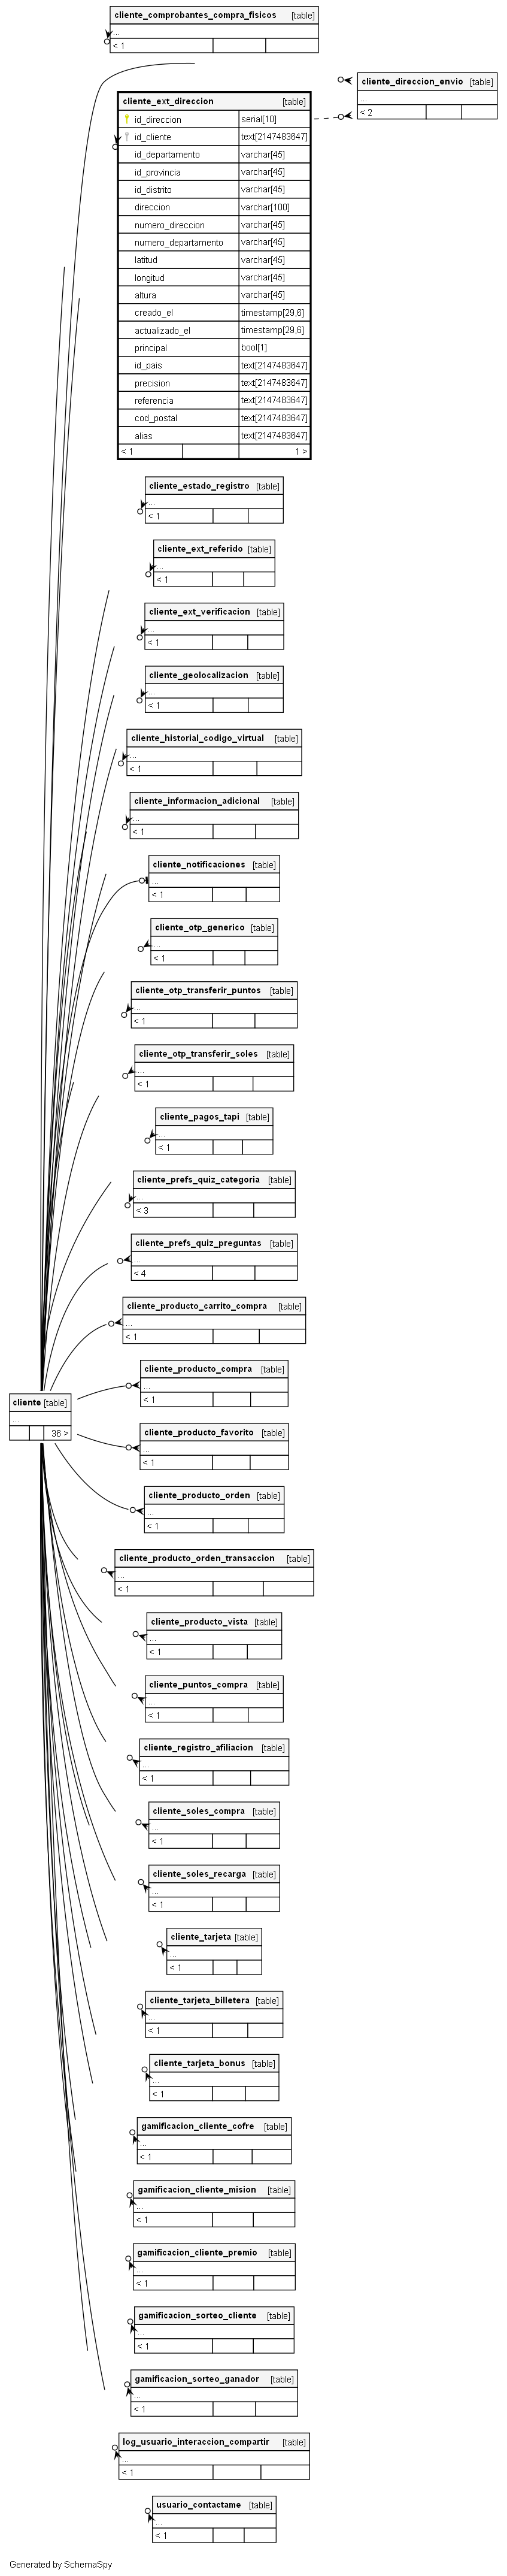 cliente_comprobantes_compra_fisicos [table]
...
< 1
cliente_direccion_envio [table]
...
< 2
cliente_ext_direccion [table]
id_direccion serial[10]
id_cliente text[2147483647]
id_departamento varchar[45]
id_provincia varchar[45]
id_distrito varchar[45]
direccion varchar[100]
numero_direccion varchar[45]
numero_departamento varchar[45]
latitud varchar[45]
longitud varchar[45]
altura varchar[45]
creado_el timestamp[29,6]
actualizado_el timestamp[29,6]
principal bool[1]
id_pais text[2147483647]
precision text[2147483647]
referencia text[2147483647]
cod_postal text[2147483647]
alias text[2147483647]
< 1 1 >
cliente_estado_registro [table]
...
< 1
cliente_ext_referido [table]
...
< 1
cliente_ext_verificacion [table]
...
< 1
cliente_geolocalizacion [table]
...
< 1
cliente_historial_codigo_virtual [table]
...
< 1
cliente_informacion_adicional [table]
...
< 1
cliente_notificaciones [table]
...
< 1
cliente_otp_generico [table]
...
< 1
cliente_otp_transferir_puntos [table]
...
< 1
cliente_otp_transferir_soles [table]
...
< 1
cliente_pagos_tapi [table]
...
< 1
cliente_prefs_quiz_categoria [table]
...
< 3
cliente_prefs_quiz_preguntas [table]
...
< 4
cliente_producto_carrito_compra [table]
...
< 1
cliente_producto_compra [table]
...
< 1
cliente [table]
...
36 >
cliente_producto_favorito [table]
...
< 1
cliente_producto_orden [table]
...
< 1
cliente_producto_orden_transaccion [table]
...
< 1
cliente_producto_vista [table]
...
< 1
cliente_puntos_compra [table]
...
< 1
cliente_registro_afiliacion [table]
...
< 1
cliente_soles_compra [table]
...
< 1
cliente_soles_recarga [table]
...
< 1
cliente_tarjeta [table]
...
< 1
cliente_tarjeta_billetera [table]
...
< 1
cliente_tarjeta_bonus [table]
...
< 1
gamificacion_cliente_cofre [table]
...
< 1
gamificacion_cliente_mision [table]
...
< 1
gamificacion_cliente_premio [table]
...
< 1
gamificacion_sorteo_cliente [table]
...
< 1
gamificacion_sorteo_ganador [table]
...
< 1
log_usuario_interaccion_compartir [table]
...
< 1
usuario_contactame [table]
...
< 1
Generated by SchemaSpy